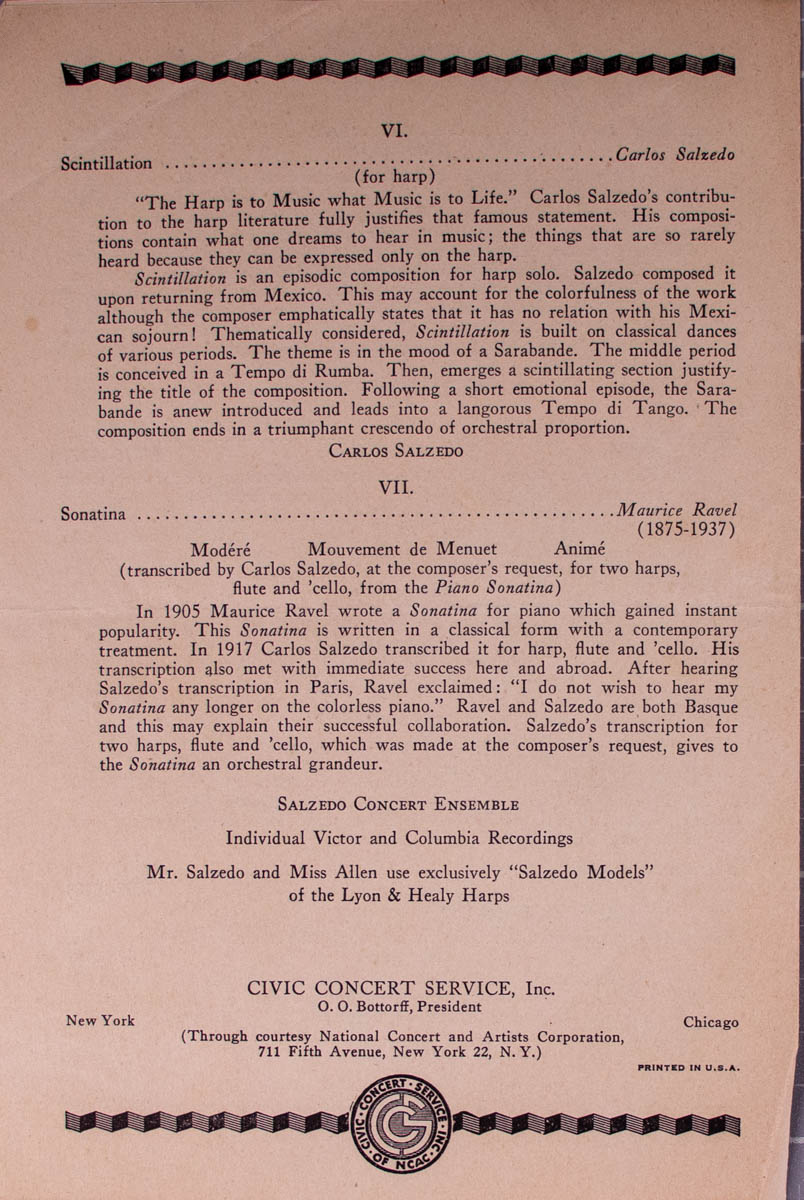 VI.
Scintillation ................................................ Carlos Salzedo
(for harp)
“The Harp is to Music what Music is to Life.” Carlos Salzedo’s contribu-
tion to the harp literature fully justifies that famous statement. His composi-
tions contain what one dreams to hear in music; the things that are so rarely
heard because they can be expressed only on the harp.
Scintillation is an episodic composition for harp solo. Salzedo composed it
upon returning from Mexico. This may account for the colorfulness of the work
although the composer emphatically states that it has no relation with his Mexi-
can sojourn! Thematically considered, Scintillation is built on classical dances
of various periods. The theme is in the mood of a Sarabande. The middle period
is conceived in a Tempo di Rumba. Then, emerges a scintillating section justify-
ing the title of the composition. Following a short emotional episode, the Sara-
bande is anew introduced and leads into a langorous Tempo di Tango. The
composition ends in a triumphant crescendo of orchestral proportion.
CARLOS SALZEDO
VII.
Sonatina ................................................... Maurice Ravel
(1875-1937)
Modéré Mouvement de Menuet Animé
(transcribed by Carlos Salzedo, at the composer’s request, for two harps,
flute and ’cello, from the Piano Sonatina)
In 1905 Maurice Ravel wrote a Sonatina for piano which gained instant
popularity. This Sonatina is written in a classical form with a contemporary
treatment. In 1917 Carlos Salzedo transcribed it for harp, flute and ’cello. His
transcription also met with immediate success here and abroad. After hearing
Salzedo’s transcription in Paris, Ravel exclaimed: “I do not wish to hear my
Sonatina any longer on the colorless piano.” Ravel and Salzedo are both Basque
and this may explain their successful collaboration. Salzedo’s transcription for
two harps, flute and ’cello, which was made at the composer’s request, gives to
the Sonatina an orchestral grandeur.
SALZEDO CONCERT ENSEMBLE
Individual Victor and Columbia Recordings
Mr. Salzedo and Miss Allen use exclusively “Salzedo Models”
of the Lyon & Healy Harps
CIVIC CONCERT SERVICE, Inc.
O. O. Bottorff, President
New York Chicago
(Through courtesy National Concert and Artists Corporation,
711 Fifth Avenue, New York 22, N. Y.)
PRINTED IN U.S.A.
CIVIC · CONCERT · SERVICE · INC ·
OF NCAC